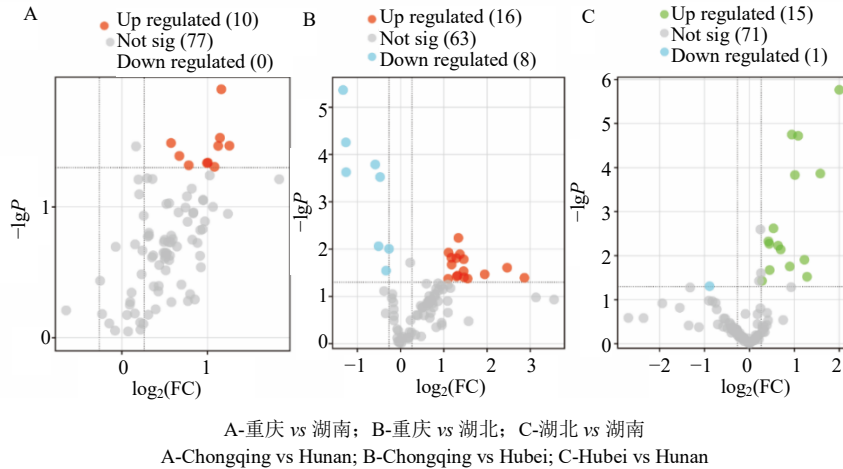 A
Up regulated (10)
Not sig (77)
Down regulated (0)
−lgP
1
0
0
1
log₂(FC)
B
Up regulated (16)
Not sig (63)
Down regulated (8)
−lgP
5
4
3
2
1
0
−1
0
1
2
3
log₂(FC)
C
Up regulated (15)
Not sig (71)
Down regulated (1)
−lgP
6
5
4
3
2
1
0
−2
−1
0
1
2
log₂(FC)
A-重庆 vs 湖南；B-重庆 vs 湖北；C-湖北 vs 湖南
A-Chongqing vs Hunan; B-Chongqing vs Hubei; C-Hubei vs Hunan